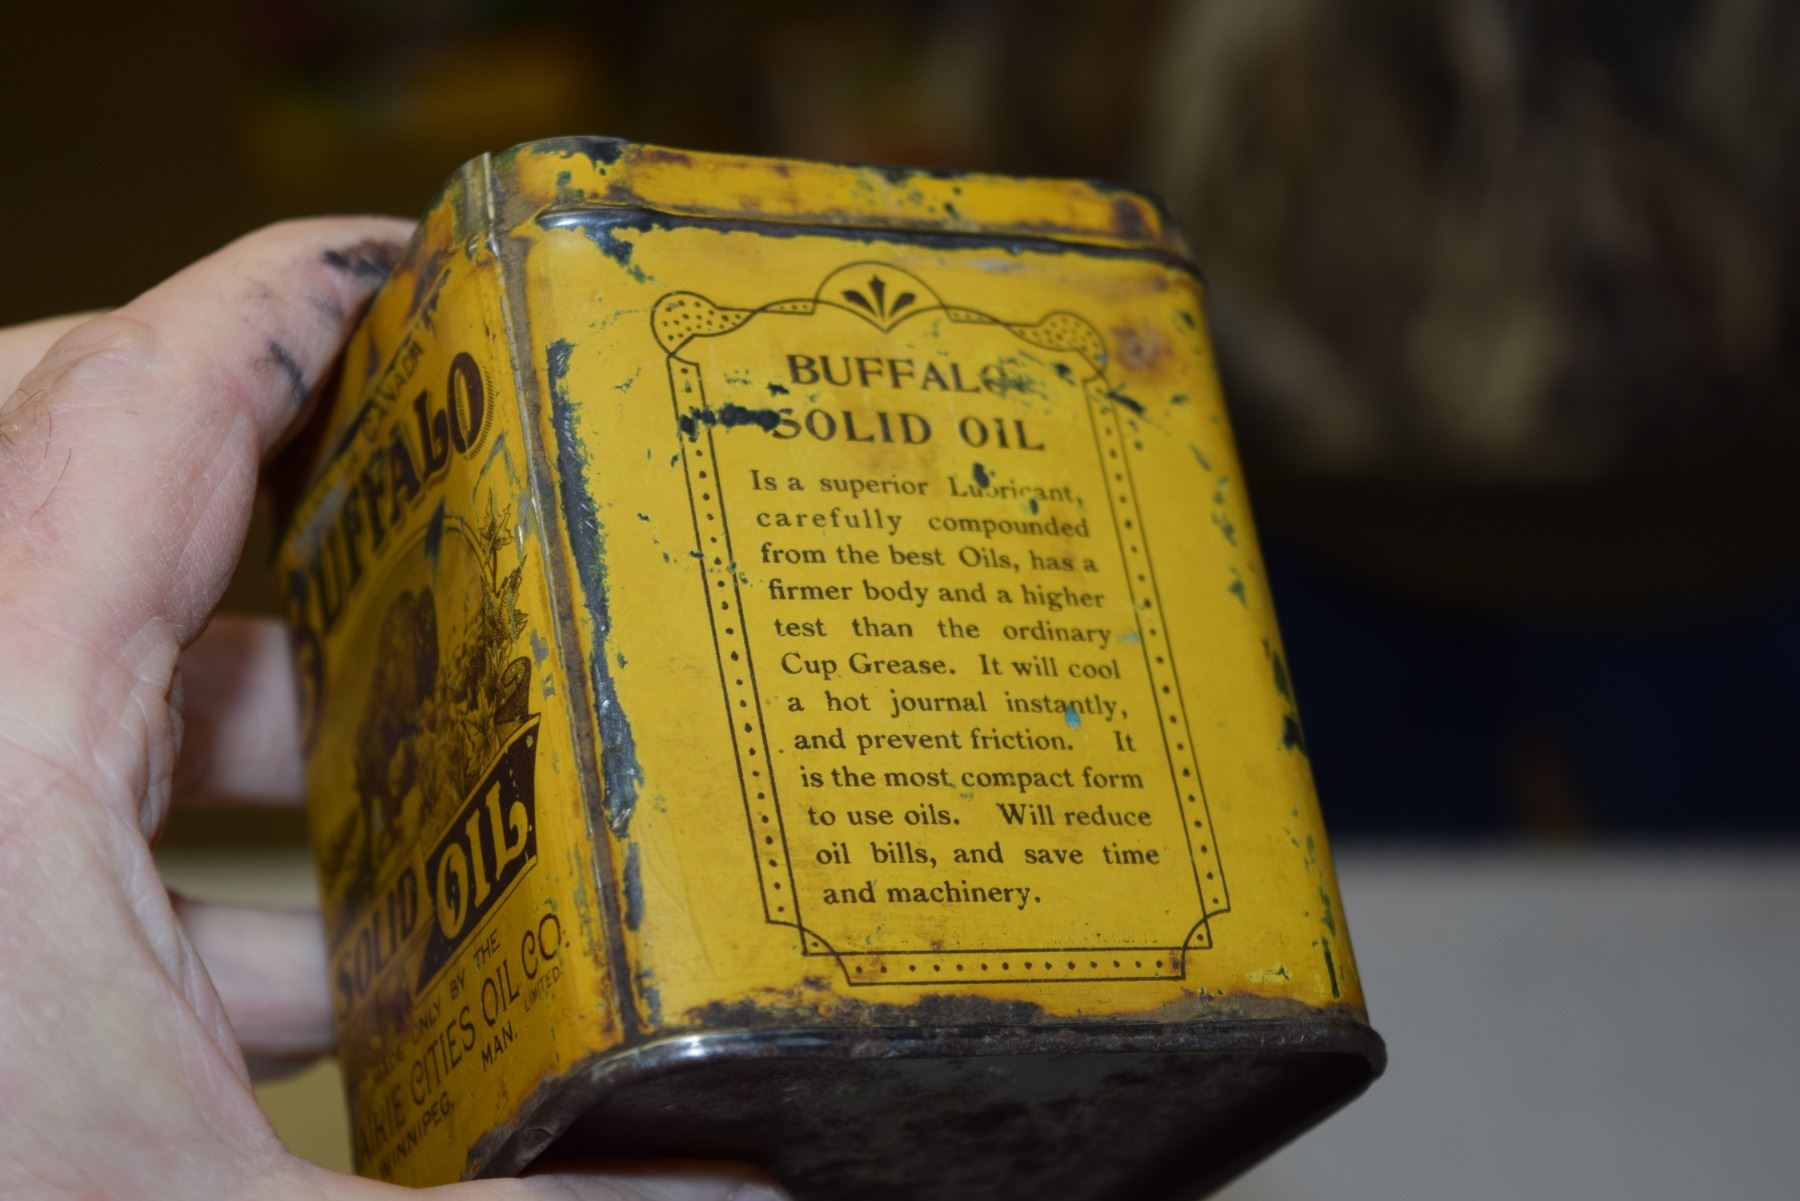 CANADA
BUFFALO
SOLID OIL
ONLY BY THE
CITIES OIL CO.
LIMITED.
WINNIPEG, MAN.
BUFFALO
SOLID OIL
Is a superior Lubricant,
carefully compounded
from the best Oils, has a
firmer body and a higher
test than the ordinary
Cup Grease. It will cool
a hot journal instantly,
and prevent friction. It
is the most compact form
to use oils. Will reduce
oil bills, and save time
and machinery.